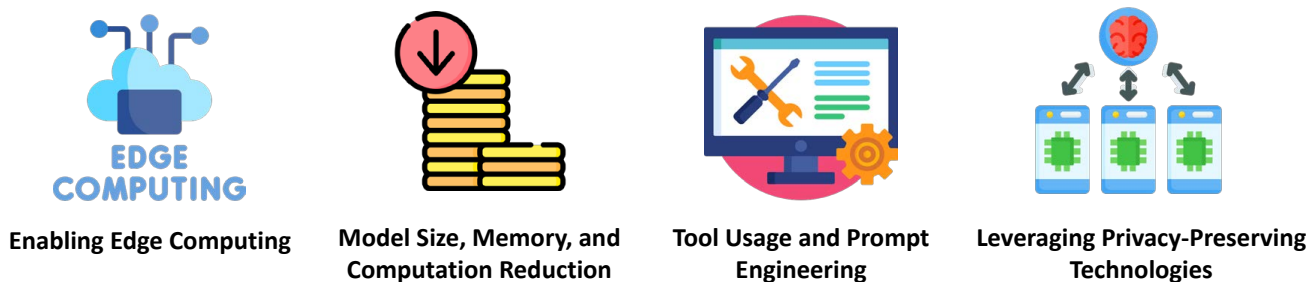 EDGE
COMPUTING
Enabling Edge Computing
Model Size, Memory, and
Computation Reduction
Tool Usage and Prompt
Engineering
Leveraging Privacy-Preserving
Technologies